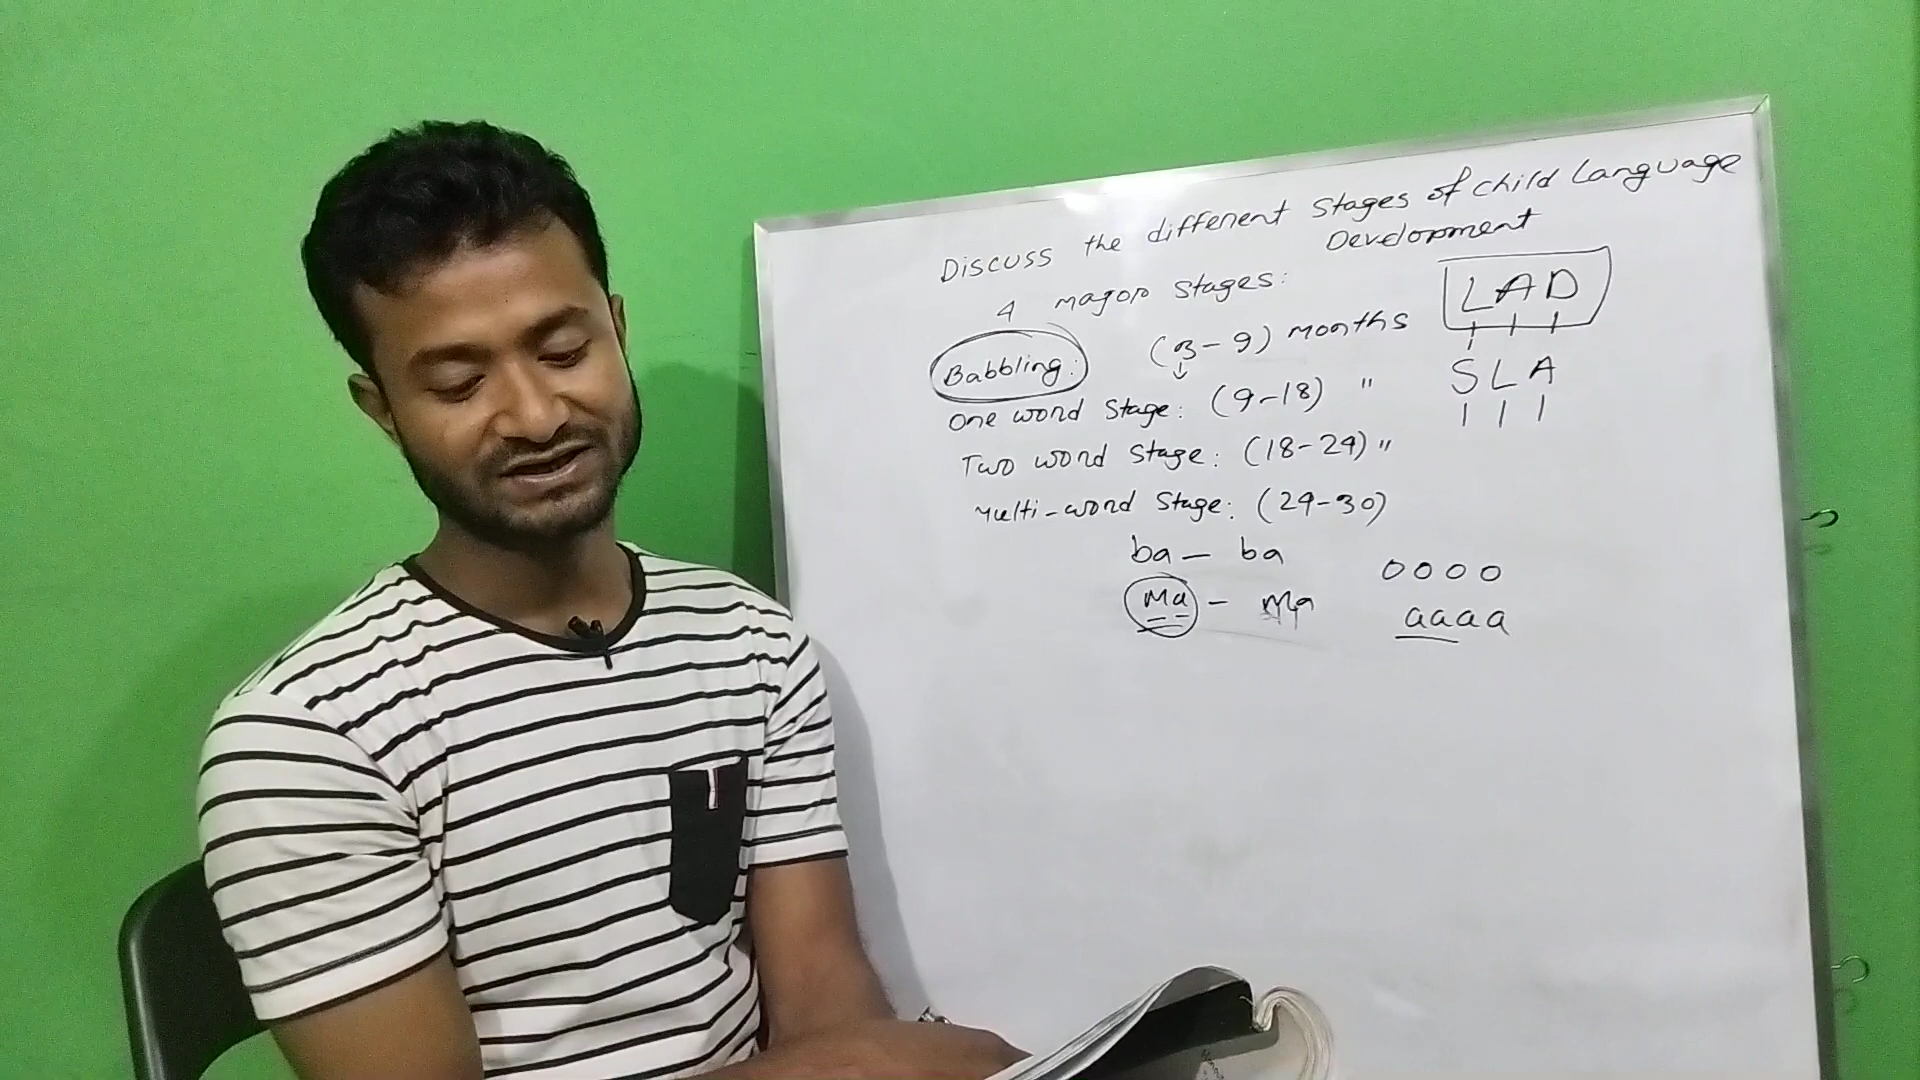 Discuss the different stages of child Language
Development
4 major stages:
LAD
Babbling: (3-9) months
SLA
One word stage: (9-18) "
Two word stage: (18-24) "
Multi-word stage: (24-30)
ba - ba
oooo
Ma - Ma
aaaa